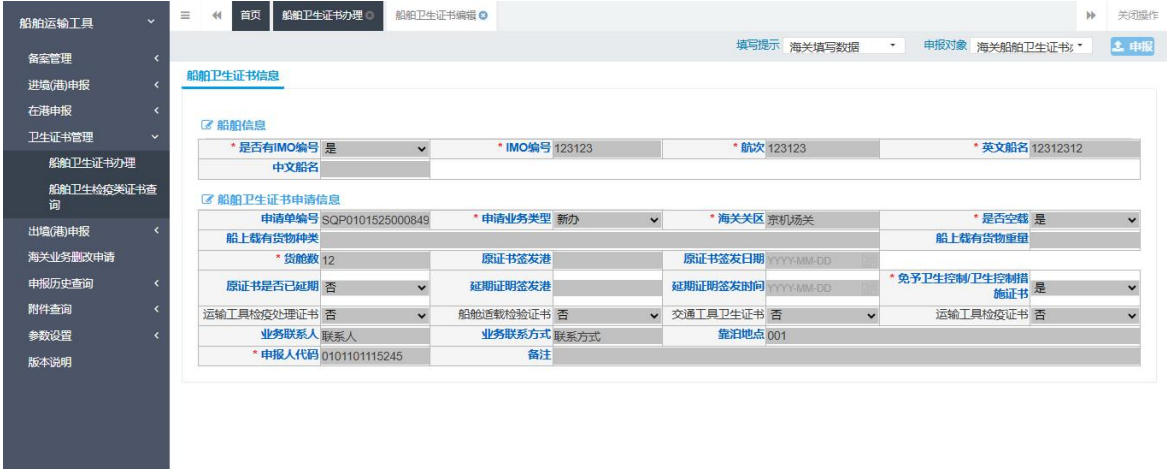 船舶运输工具
首页 船舶卫生证书办理 船舶卫生证书编辑 关闭操作
填写提示 海关填写数据 申报对象 海关船舶卫生证书 申报
备案管理
进境(港)申报
在港申报
卫生证书管理
船舶卫生证书办理
船舶卫生检疫类证书查
询
出境(港)申报
海关业务删改申请
申报历史查询
附件查询
参数设置
版本说明
船舶卫生证书信息
船舶信息
* 是否有IMO编号 是 * IMO编号 123123 * 航次 123123 * 英文船名 12312312
中文船名
船舶卫生证书申请信息
申请单编号 SQP0101525000849 * 申请业务类型 新办 * 海关关区 京机场关 * 是否空载 是
船上载有货物种类 船上载有货物重量
* 货舱数 12 原证书签发港 原证书签发日期 YYYY-MM-DD
原证书是否已延期 否 延期证明签发港 延期证明签发时间 YYYY-MM-DD * 免予卫生控制/卫生控制措
施证书 是
运输工具检疫处理证书 否 船舶适载检验证书 否 交通工具卫生证书 否 运输工具检疫证书 否
业务联系人 联系人 业务联系方式 联系方式 靠泊地点 001
* 申报人代码 0101101115245 备注